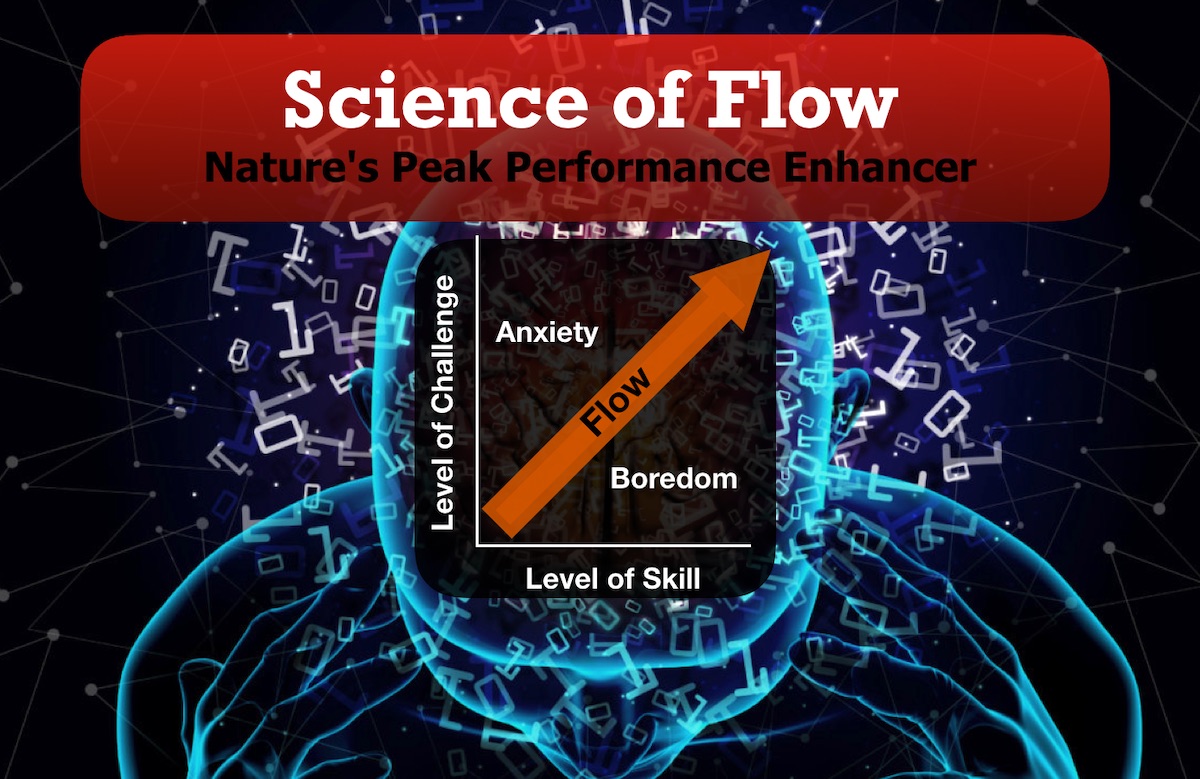 Science of Flow
Nature's Peak Performance Enhancer
Level of Challenge
Anxiety
Flow
Boredom
Level of Skill